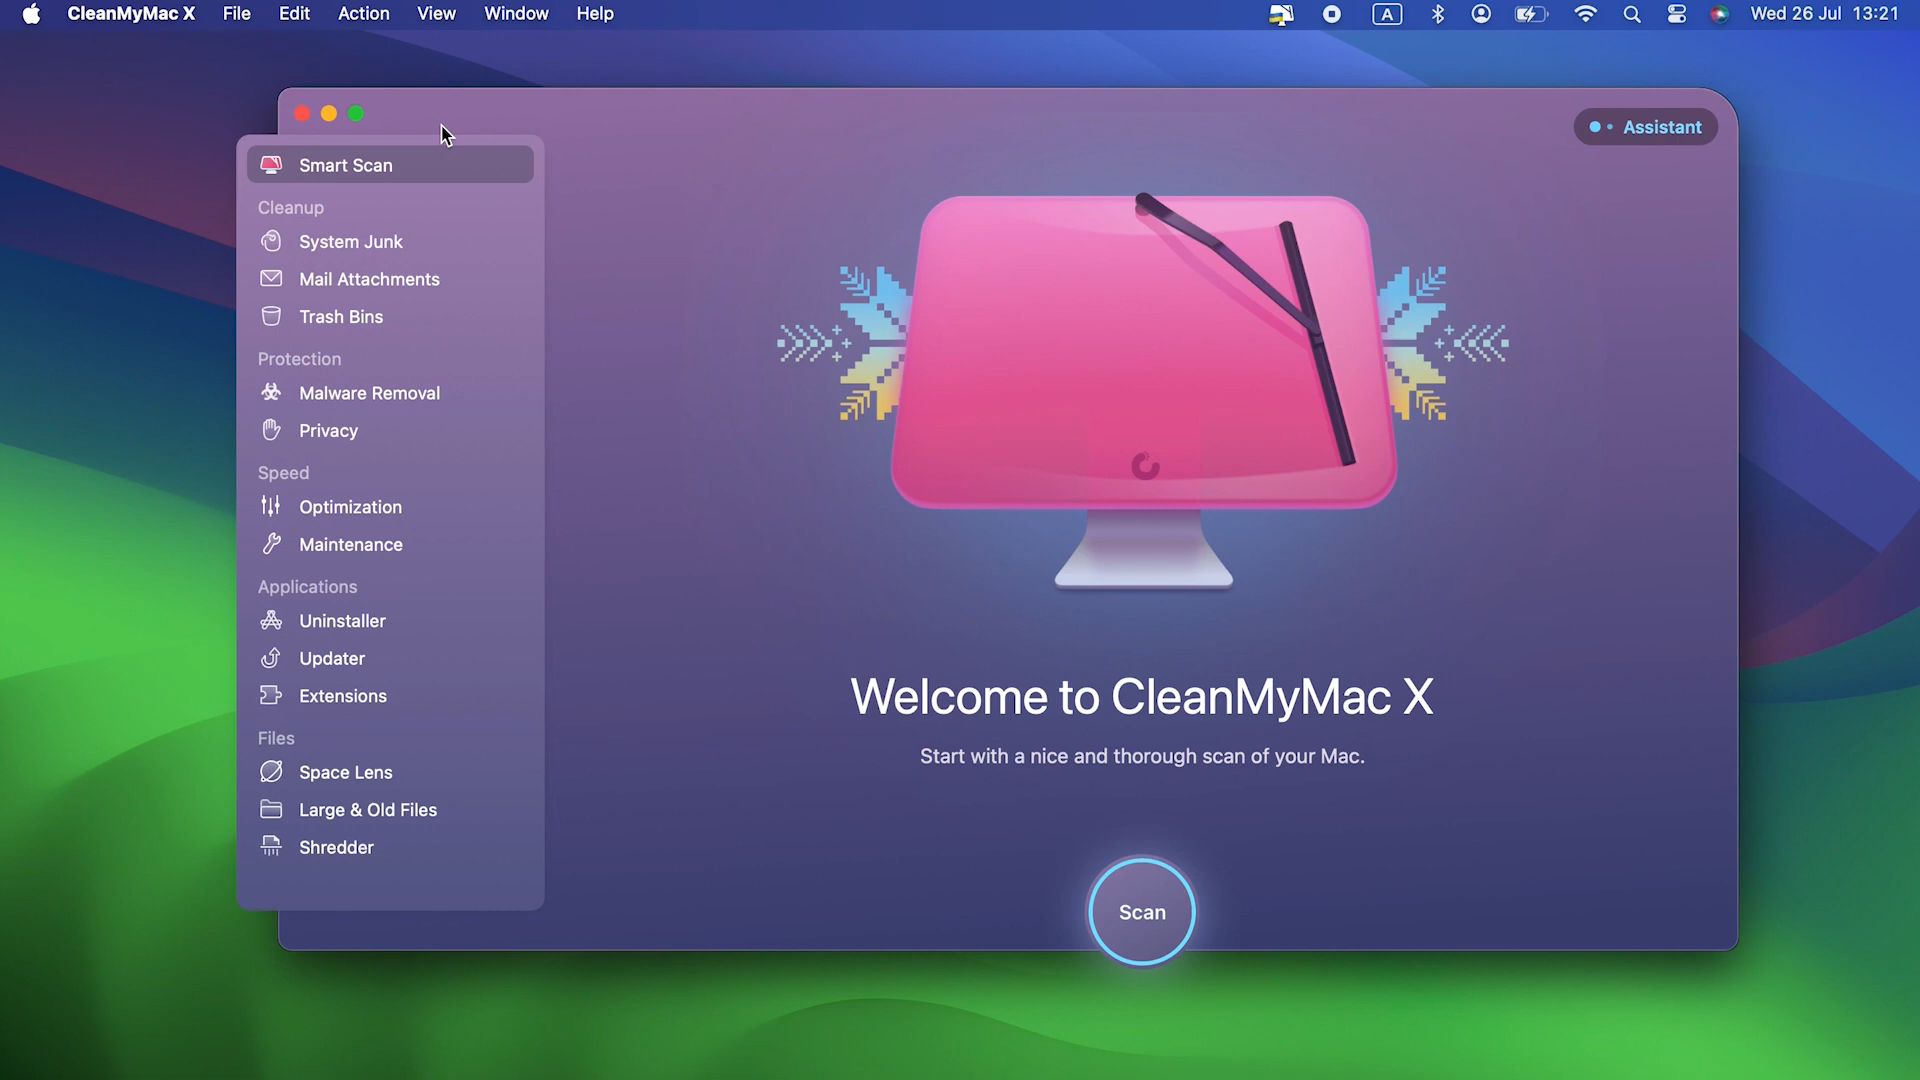 CleanMyMac X File Edit Action View Window Help A Wed 26 Jul 13:21
Assistant
Smart Scan
Cleanup
System Junk
Mail Attachments
Trash Bins
Protection
Malware Removal
Privacy
Speed
Optimization
Maintenance
Applications
Uninstaller
Updater
Extensions
Files
Space Lens
Large & Old Files
Shredder
Welcome to CleanMyMac X
Start with a nice and thorough scan of your Mac.
Scan